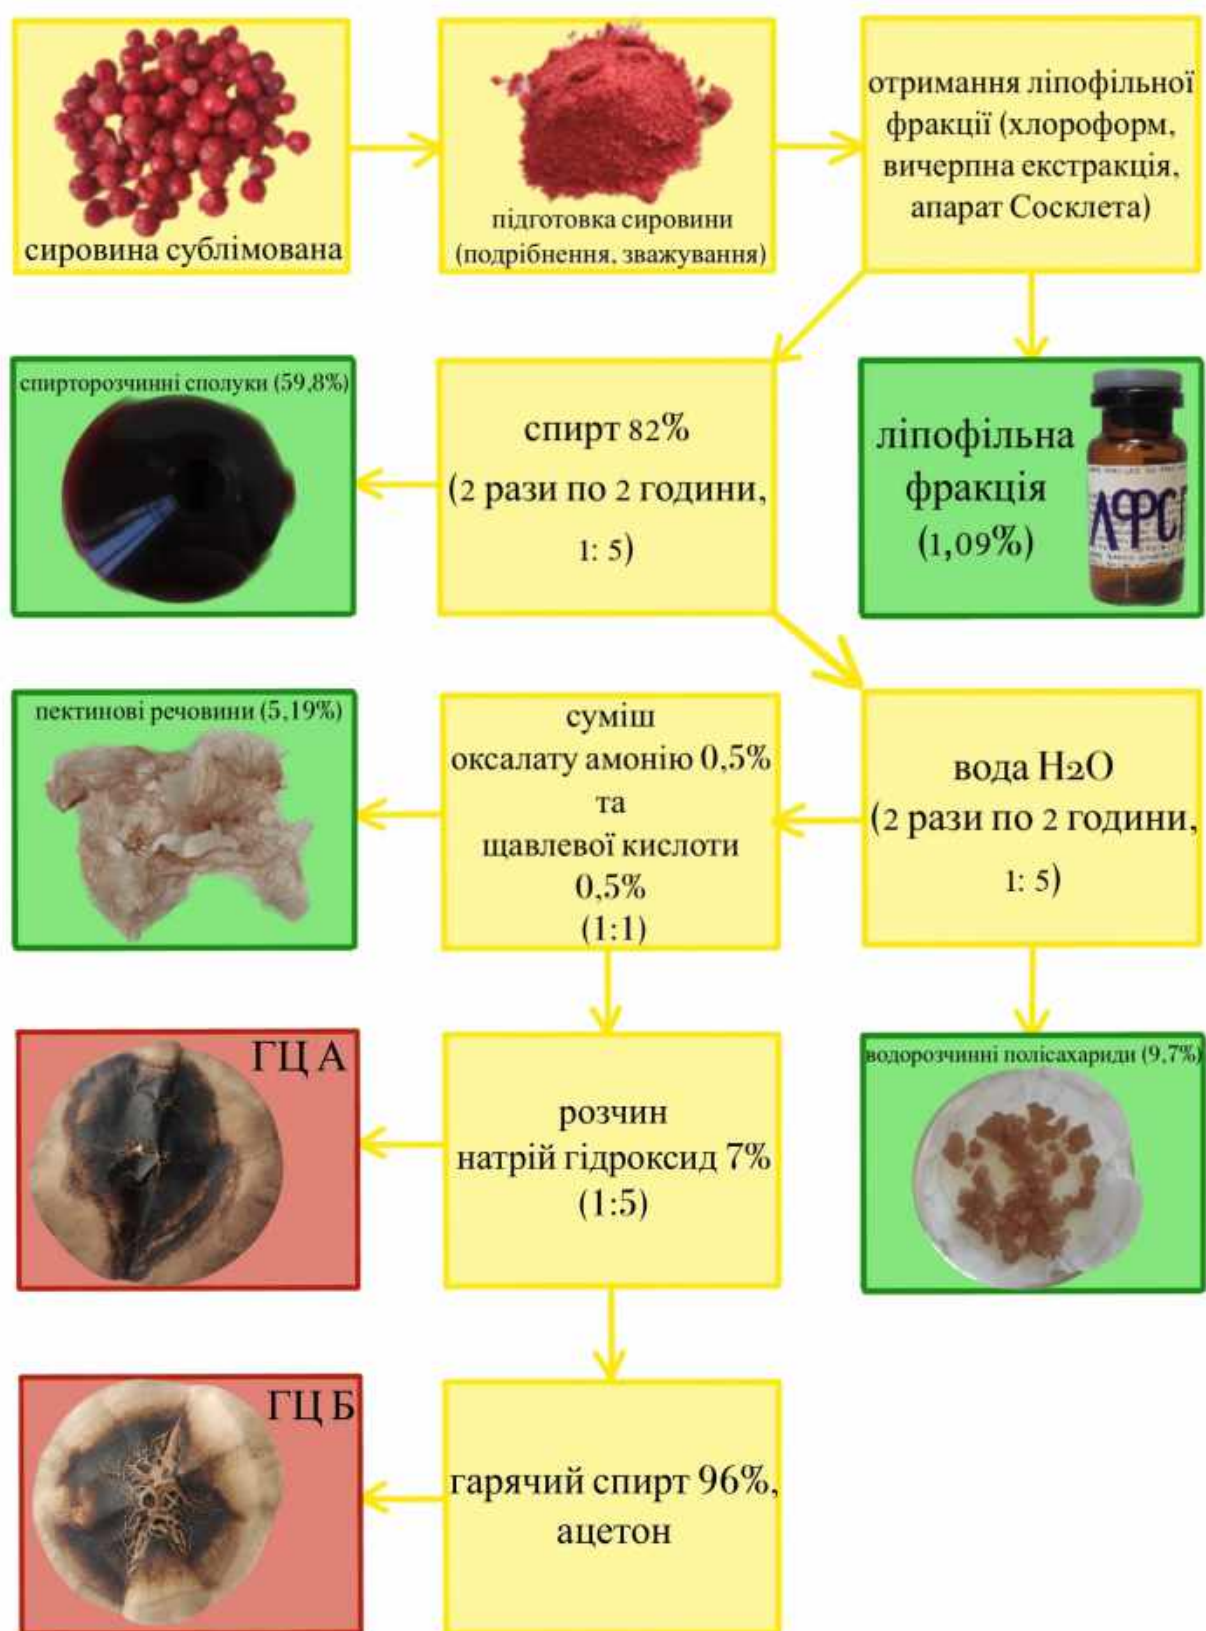 сировина сублімована
підготовка сировини
(подрібнення, зважування)
отримання ліпофільної
фракції (хлороформ,
вичерпна екстракція,
апарат Сосклета)
спирторозчинні сполуки (59,8%)
спирт 82%
(2 рази по 2 години,
1: 5)
ліпофільна
фракція
(1,09%)
ЛФС
пектинові речовини (5,19%)
суміш
оксалату амонію 0,5%
та
щавлевої кислоти
0,5%
(1:1)
вода H2O
(2 рази по 2 години,
1: 5)
ГЦ А
розчин
натрій гідроксид 7%
(1:5)
водорозчинні полісахариди (9,7%)
ГЦ Б
гарячий спирт 96%,
ацетон